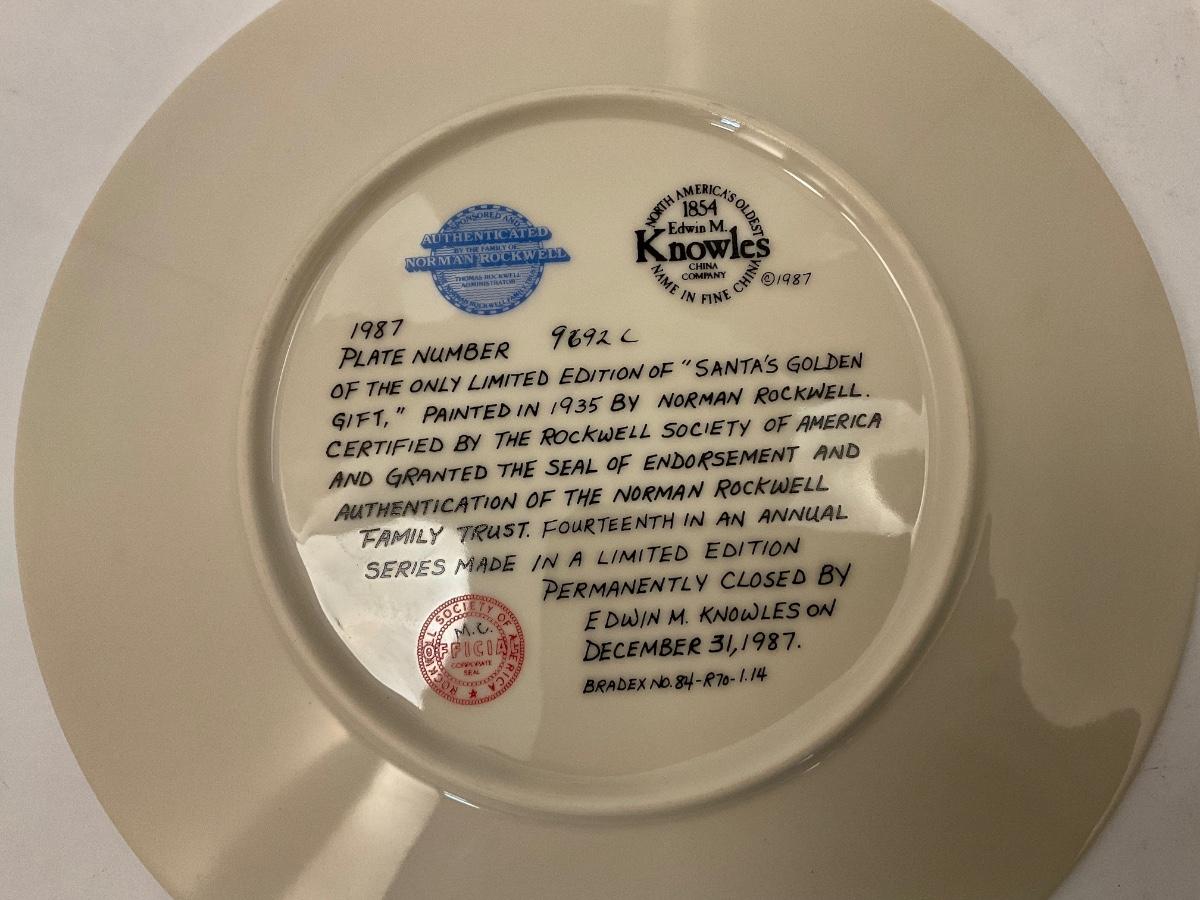 SPONSORED AND
AUTHENTICATED
BY THE FAMILY OF
NORMAN ROCKWELL
THOMAS ROCKWELL
ADMINISTRATOR
NORMAN ROCKWELL FAMILY
NORTH AMERICA'S OLDEST
1854
Edwin M.
Knowles
CHINA
COMPANY
NAME IN FINE CHINA
©1987
1987
PLATE NUMBER 9692 C
OF THE ONLY LIMITED EDITION OF "SANTA'S GOLDEN
GIFT," PAINTED IN 1935 BY NORMAN ROCKWELL.
CERTIFIED BY THE ROCKWELL SOCIETY OF AMERICA
AND GRANTED THE SEAL OF ENDORSEMENT AND
AUTHENTICATION OF THE NORMAN ROCKWELL
FAMILY TRUST. FOURTEENTH IN AN ANNUAL
SERIES MADE IN A LIMITED EDITION
PERMANENTLY CLOSED BY
EDWIN M. KNOWLES ON
DECEMBER 31, 1987.
BRADEX NO. 84-R70-1.14
ROCKWELL SOCIETY OF AMERICA
M.C.
OFFICIAL
CORPORATE
SEAL